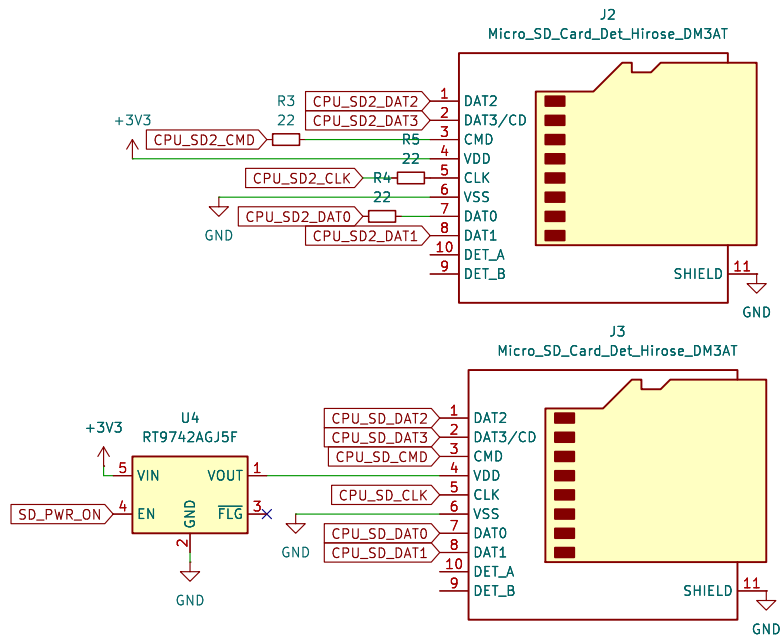 J2
Micro_SD_Card_Det_Hirose_DM3AT
R3
22
+3V3
CPU_SD2_DAT2 1 DAT2
CPU_SD2_DAT3 2 DAT3/CD
CPU_SD2_CMD 3 CMD
R5
22
4 VDD
CPU_SD2_CLK 5 CLK
R4
22
6 VSS
GND
CPU_SD2_DAT0 7 DAT0
CPU_SD2_DAT1 8 DAT1
10 DET_A
9 DET_B
SHIELD 11
GND
J3
Micro_SD_Card_Det_Hirose_DM3AT
U4
RT9742AGJ5F
+3V3
5 VIN
VOUT 1
SD_PWR_ON 4 EN
GND
FLG 3
2
GND
CPU_SD_DAT2 1 DAT2
CPU_SD_DAT3 2 DAT3/CD
CPU_SD_CMD 3 CMD
4 VDD
CPU_SD_CLK 5 CLK
6 VSS
GND
CPU_SD_DAT0 7 DAT0
CPU_SD_DAT1 8 DAT1
10 DET_A
9 DET_B
SHIELD 11
GND